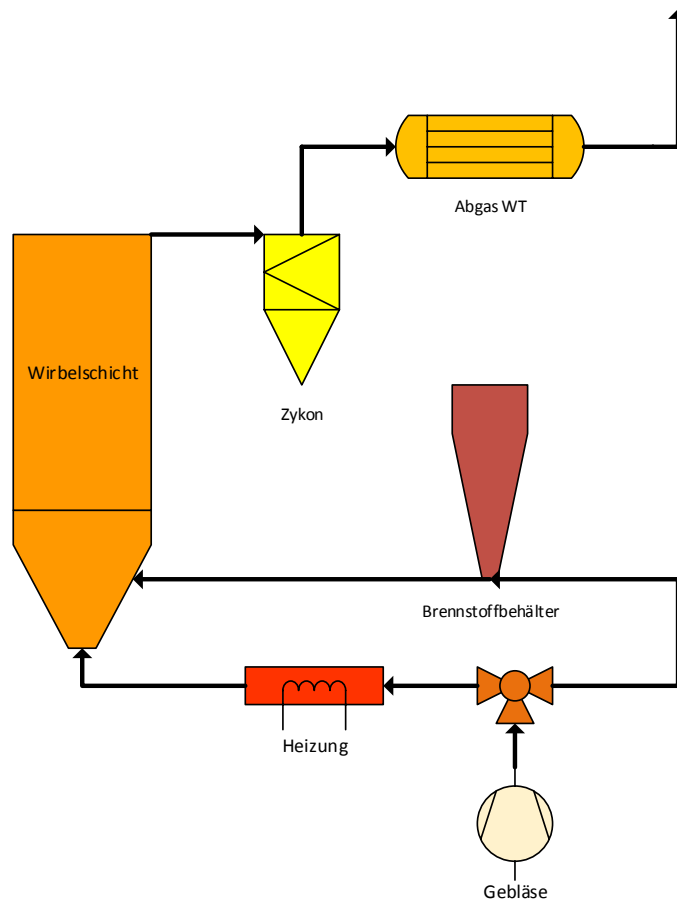 Abgas WT
Wirbelschicht
Zykon
Brennstoffbehälter
Heizung
Gebläse